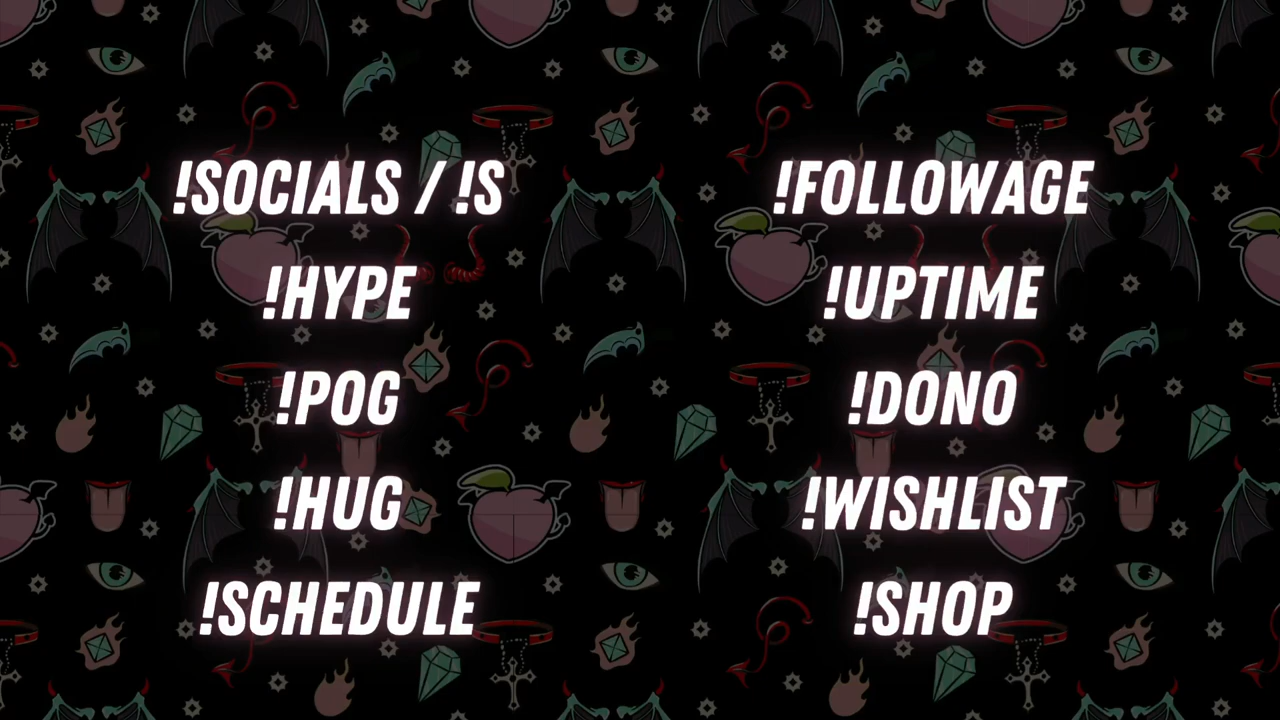 !SOCIALS / !S
!HYPE
!POG
!HUG
!SCHEDULE
!FOLLOWAGE
!UPTIME
!DONO
!WISHLIST
!SHOP